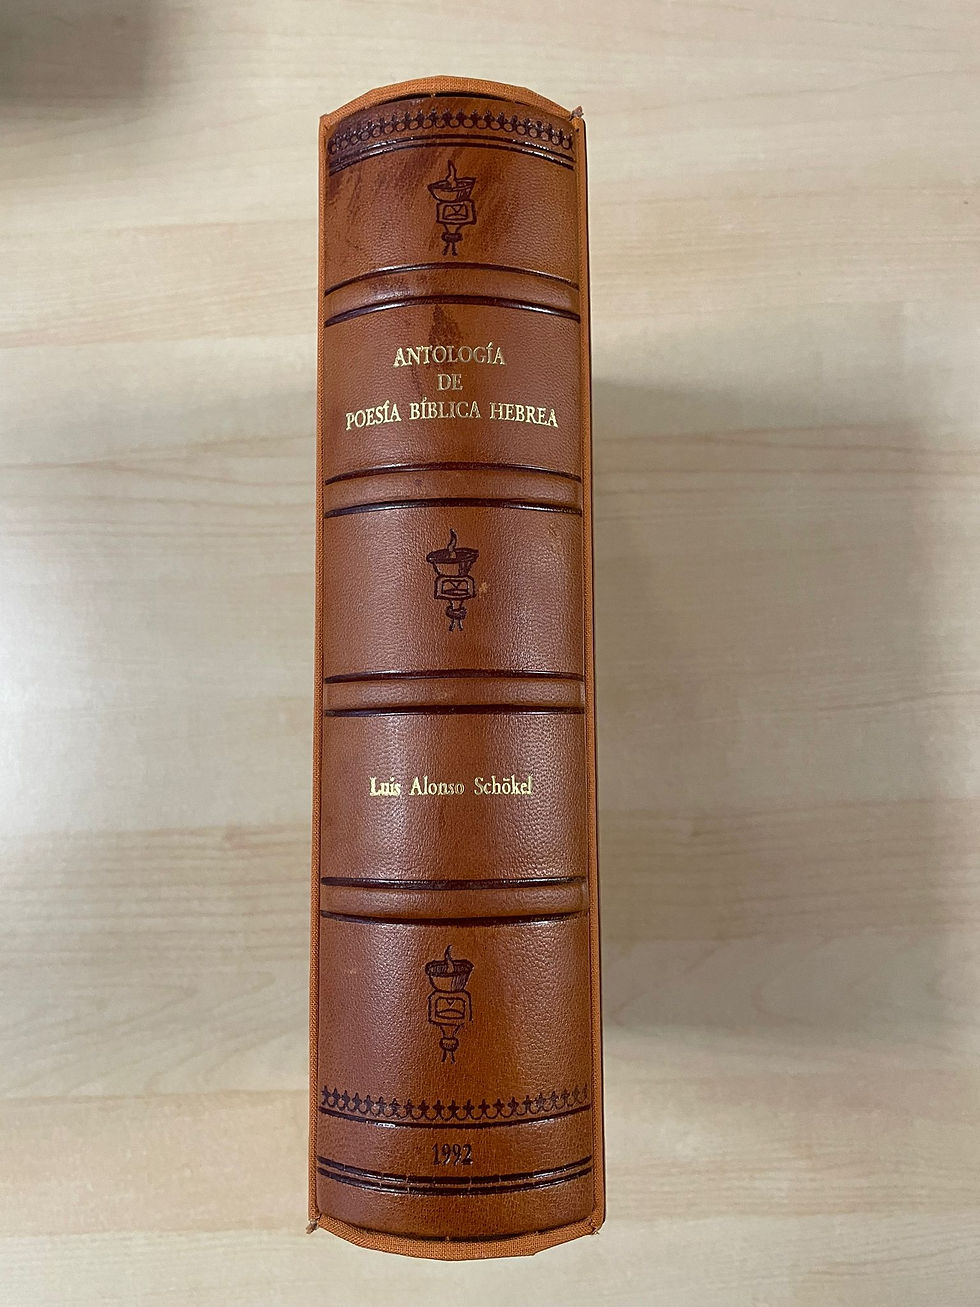 ANTOLOGÍA
DE
POESÍA BÍBLICA HEBREA
Luis Alonso Schökel
1992